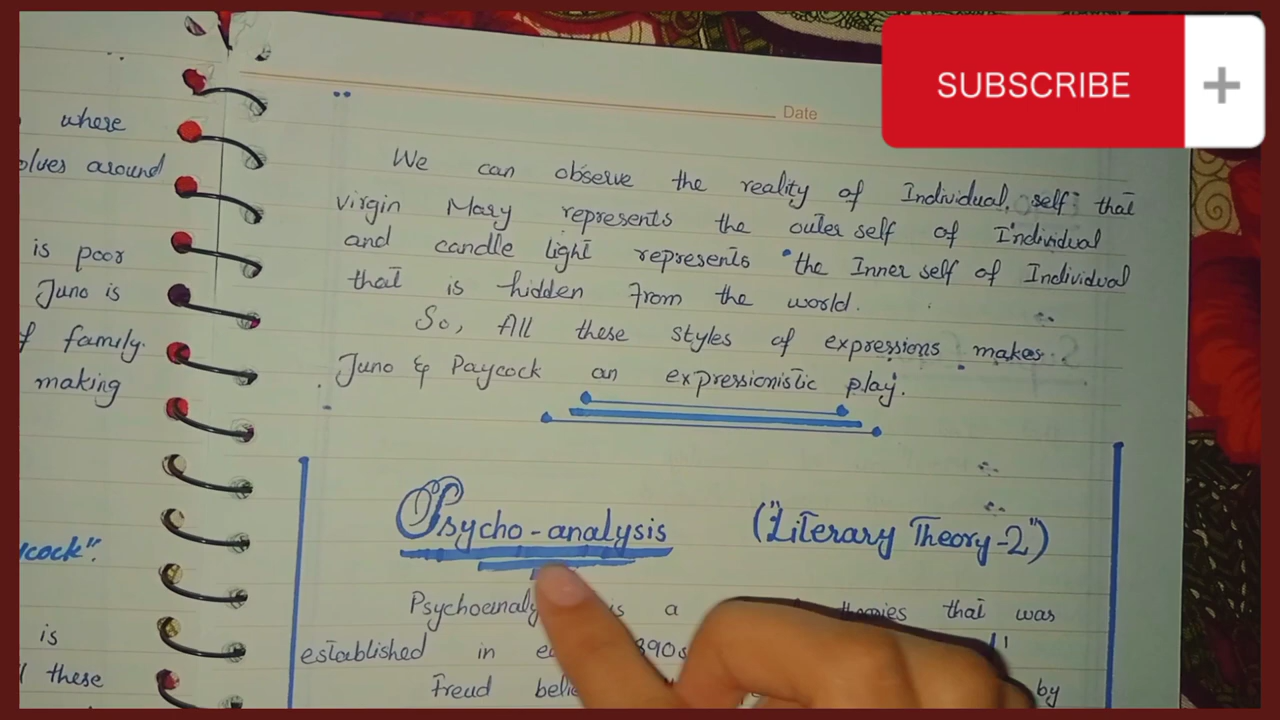 SUBSCRIBE +
Date
where
olves around
is poor
Juno is
f family.
making
cock".
is
these
We can observe the reality of Individual, self that
virgin Mary represents the outer self of Individual
and candle light represents the Inner self of Individual
that is hidden from the world.
So, All these styles of expressions makes
Juno & Paycock an expressionistic play.
Psycho-analysis ("Literary Theory-2")
is a that was
established in 890s
Freud by